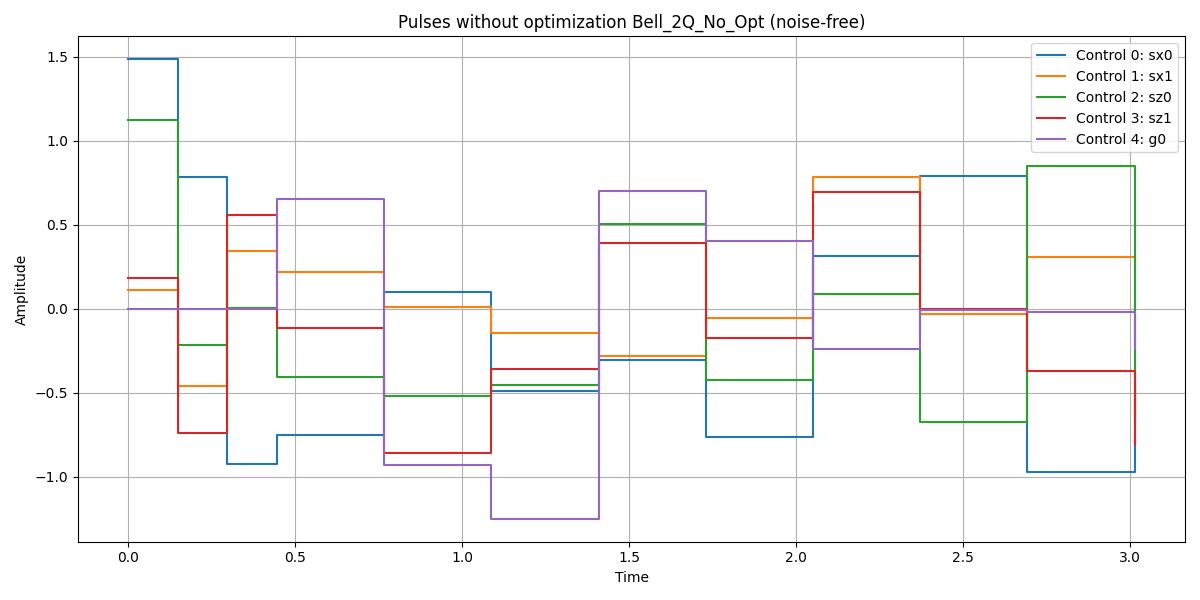 Pulses without optimization Bell_2Q_No_Opt (noise-free)
Control 0: sx0
Control 1: sx1
Control 2: sz0
Control 3: sz1
Control 4: g0
Amplitude
1.5
1.0
0.5
0.0
−0.5
−1.0
0.0 0.5 1.0 1.5 2.0 2.5 3.0
Time